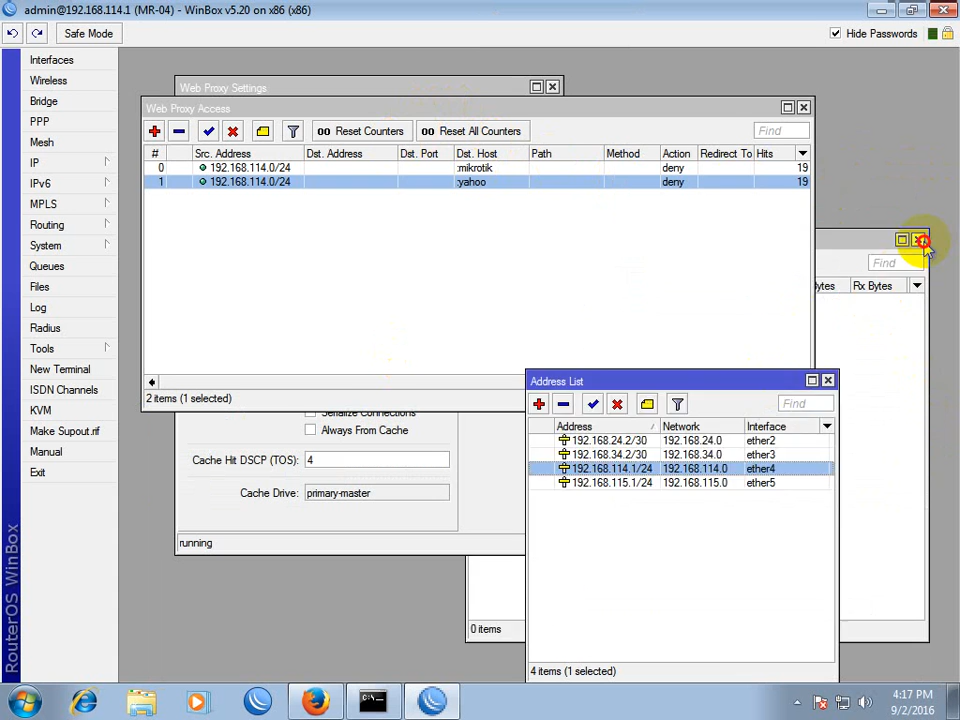 admin@192.168.114.1 (MR-04) - WinBox v5.20 on x86 (x86)
Safe Mode
Hide Passwords
Interfaces
Wireless
Bridge
PPP
Mesh
IP
IPv6
MPLS
Routing
System
Queues
Files
Log
Radius
Tools
New Terminal
ISDN Channels
KVM
Make Supout.rif
Manual
Exit
RouterOS WinBox
Web Proxy Settings
Web Proxy Access
00 Reset Counters
00 Reset All Counters
Find
# Src. Address Dst. Address Dst. Port Dst. Host Path Method Action Redirect To Hits
0 192.168.114.0/24 :mikrotik deny 19
1 192.168.114.0/24 :yahoo deny 19
2 items (1 selected)
Find
Bytes Rx Bytes
Serialize Connections
Always From Cache
Cache Hit DSCP (TOS): 4
Cache Drive: primary-master
running
0 items
Address List
Find
Address Network Interface
192.168.24.2/30 192.168.24.0 ether2
192.168.34.2/30 192.168.34.0 ether3
192.168.114.1/24 192.168.114.0 ether4
192.168.115.1/24 192.168.115.0 ether5
4 items (1 selected)
4:17 PM
9/2/2016